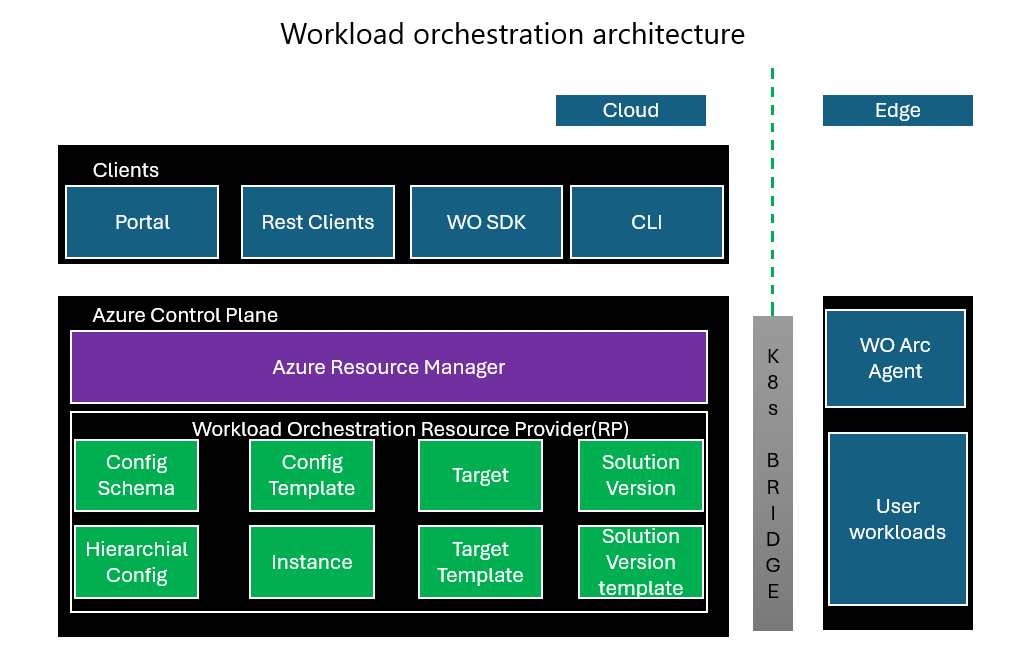 Workload orchestration architecture
Cloud
Edge
Clients
Portal
Rest Clients
WO SDK
CLI
Azure Control Plane
Azure Resource Manager
Workload Orchestration Resource Provider(RP)
Config
Schema
Config
Template
Target
Solution
Version
Hierarchial
Config
Instance
Target
Template
Solution
Version
template
K8s BRIDGE
WO Arc
Agent
User
workloads